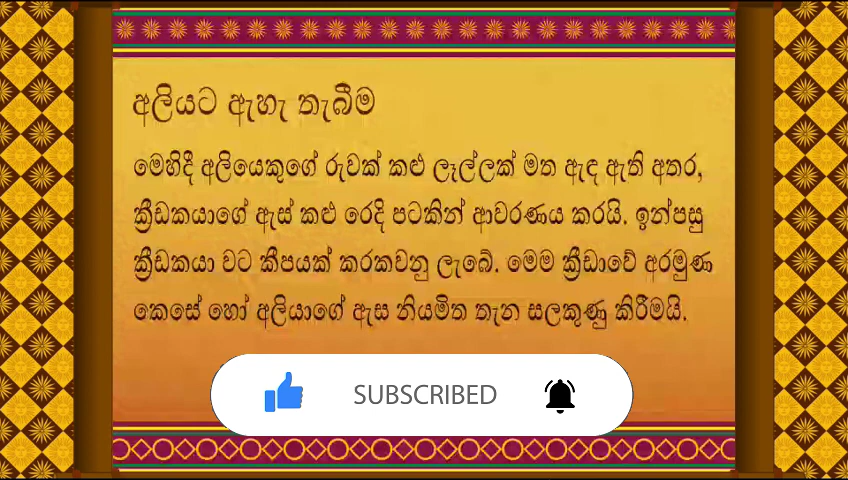 අලියට ඇහැ තැබීම
මෙහිදී අලියෙකුගේ රුවක් කළු ලෑල්ලක් මත ඇඳ ඇති අතර,
ක්‍රීඩකයාගේ ඇස් කළු රෙදි පටකින් ආවරණය කරයි. ඉන්පසු
ක්‍රීඩකයා වට කීපයක් කරකවනු ලැබේ. මෙම ක්‍රීඩාවේ අරමුණ
කෙසේ හෝ අලියාගේ ඇස නියමිත තැන සලකුණු කිරීමයි.
SUBSCRIBED